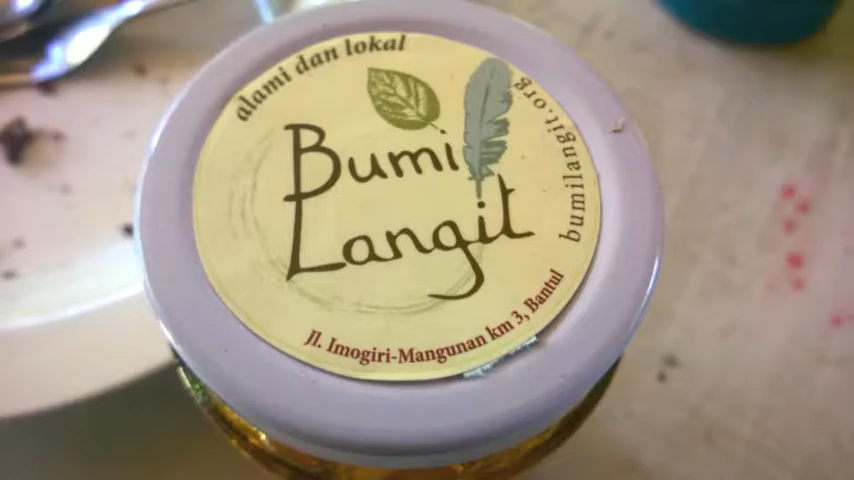 alami dan lokal
Bumi
Langit
bumilangit.org
Jl. Imogiri-Mangunan km 3, Bantul